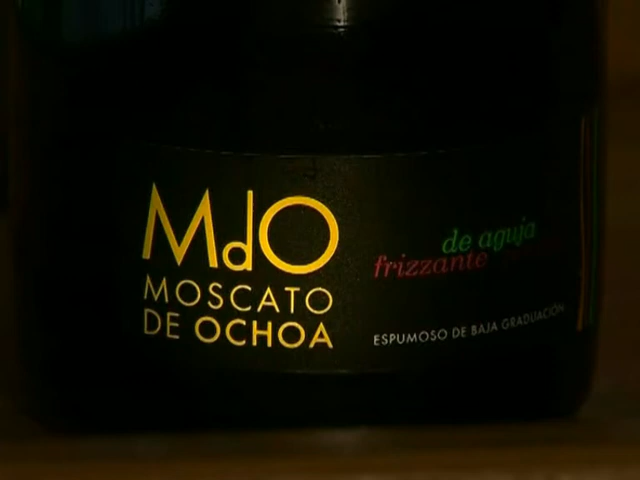 MdO
MOSCATO
DE OCHOA
de aguja
frizzante
ESPUMOSO DE BAJA GRADUACIÓN